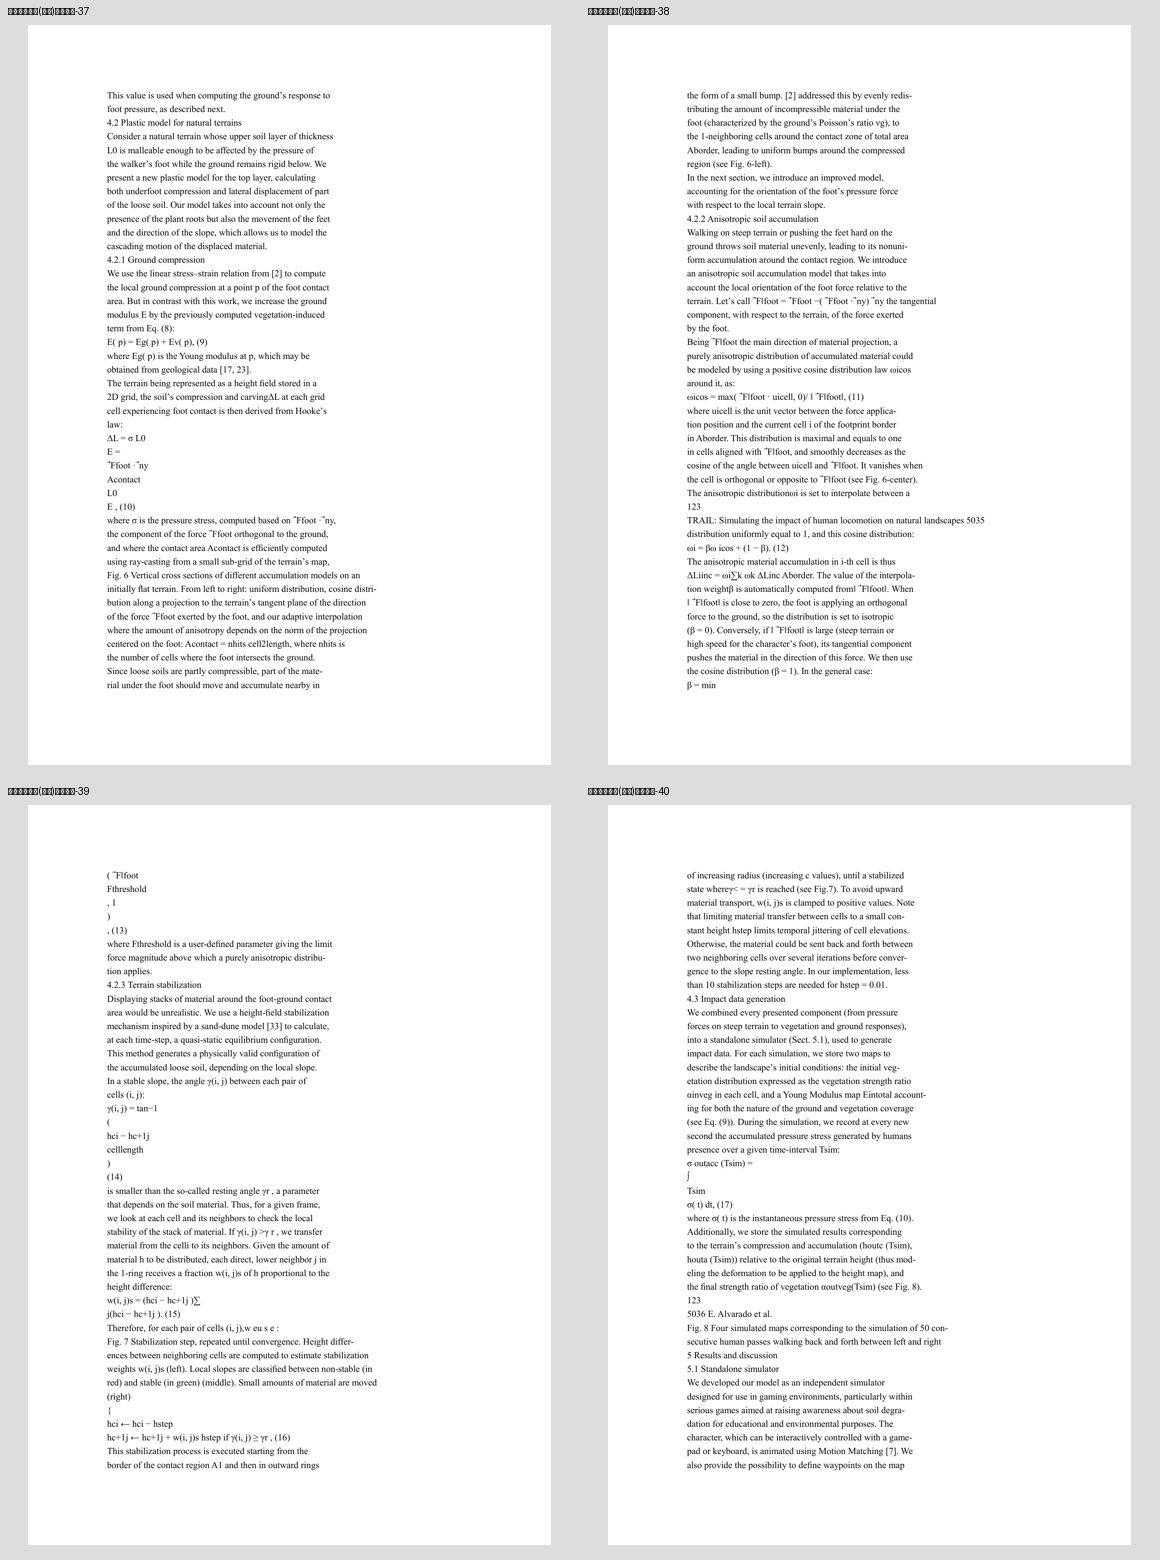 -37
This value is used when computing the ground's response to
foot pressure, as described next.
4.2 Plastic model for natural terrains
Consider a natural terrain whose upper soil layer of thickness
L0 is malleable enough to be affected by the pressure of
the walker's foot while the ground remains rigid below. We
present a new plastic model for the top layer, calculating
both underfoot compression and lateral displacement of part
of the loose soil. Our model takes into account not only the
presence of the plant roots but also the movement of the feet
and the direction of the slope, which allows us to model the
cascading motion of the displaced material.
4.2.1 Ground compression
We use the linear stress–strain relation from [2] to compute
the local ground compression at a point p of the foot contact
area. But in contrast with this work, we increase the ground
modulus E by the previously computed vegetation-induced
term from Eq. (8):
E( p) = Eg( p) + Ev( p), (9)
where Eg( p) is the Young modulus at p, which may be
obtained from geological data [17, 23].
The terrain being represented as a height field stored in a
2D grid, the soil's compression and carvingΔL at each grid
cell experiencing foot contact is then derived from Hooke's
law:
ΔL = σ L0
E =
⃗Ffoot ·⃗ny
Acontact
L0
E , (10)
where σ is the pressure stress, computed based on ⃗Ffoot ·⃗ny,
the component of the force ⃗Ffoot orthogonal to the ground,
and where the contact area Acontact is efficiently computed
using ray-casting from a small sub-grid of the terrain's map,
Fig. 6 Vertical cross sections of different accumulation models on an
initially flat terrain. From left to right: uniform distribution, cosine distri-
bution along a projection to the terrain's tangent plane of the direction
of the force ⃗Ffoot exerted by the foot, and our adaptive interpolation
where the amount of anisotropy depends on the norm of the projection
centered on the foot: Acontact = nhits cell2length, where nhits is
the number of cells where the foot intersects the ground.
Since loose soils are partly compressible, part of the mate-
rial under the foot should move and accumulate nearby in
-38
the form of a small bump. [2] addressed this by evenly redis-
tributing the amount of incompressible material under the
foot (characterized by the ground's Poisson's ratio νg), to
the 1-neighboring cells around the contact zone of total area
Aborder, leading to uniform bumps around the compressed
region (see Fig. 6-left).
In the next section, we introduce an improved model,
accounting for the orientation of the foot's pressure force
with respect to the local terrain slope.
4.2.2 Anisotropic soil accumulation
Walking on steep terrain or pushing the feet hard on the
ground throws soil material unevenly, leading to its nonuni-
form accumulation around the contact region. We introduce
an anisotropic soil accumulation model that takes into
account the local orientation of the foot force relative to the
terrain. Let's call ⃗F∥foot = ⃗Ffoot −( ⃗Ffoot ·⃗ny) ⃗ny the tangential
component, with respect to the terrain, of the force exerted
by the foot.
Being ⃗F∥foot the main direction of material projection, a
purely anisotropic distribution of accumulated material could
be modeled by using a positive cosine distribution law ωicos
around it, as:
ωicos = max( ⃗F∥foot · uicell, 0)/ ∥ ⃗F∥foot∥, (11)
where uicell is the unit vector between the force applica-
tion position and the current cell i of the footprint border
in Aborder. This distribution is maximal and equals to one
in cells aligned with ⃗F∥foot, and smoothly decreases as the
cosine of the angle between uicell and ⃗F∥foot. It vanishes when
the cell is orthogonal or opposite to ⃗F∥foot (see Fig. 6-center).
The anisotropic distributionωi is set to interpolate between a
123
TRAIL: Simulating the impact of human locomotion on natural landscapes 5035
distribution uniformly equal to 1, and this cosine distribution:
ωi = βω icos + (1 − β). (12)
The anisotropic material accumulation in i-th cell is thus
ΔLiinc = ωi∑k ωk ΔLinc Aborder. The value of the interpola-
tion weightβ is automatically computed from∥ ⃗F∥foot∥. When
∥ ⃗F∥foot∥ is close to zero, the foot is applying an orthogonal
force to the ground, so the distribution is set to isotropic
(β = 0). Conversely, if ∥ ⃗F∥foot∥ is large (steep terrain or
high speed for the character's foot), its tangential component
pushes the material in the direction of this force. We then use
the cosine distribution (β = 1). In the general case:
β = min
-39
( ⃗F∥foot
Fthreshold
, 1
)
, (13)
where Fthreshold is a user-defined parameter giving the limit
force magnitude above which a purely anisotropic distribu-
tion applies.
4.2.3 Terrain stabilization
Displaying stacks of material around the foot-ground contact
area would be unrealistic. We use a height-field stabilization
mechanism inspired by a sand-dune model [33] to calculate,
at each time-step, a quasi-static equilibrium configuration.
This method generates a physically valid configuration of
the accumulated loose soil, depending on the local slope.
In a stable slope, the angle γ(i, j) between each pair of
cells (i, j):
γ(i, j) = tan−1
(
hci − hc+1j
celllength
)
(14)
is smaller than the so-called resting angle γr , a parameter
that depends on the soil material. Thus, for a given frame,
we look at each cell and its neighbors to check the local
stability of the stack of material. If γ(i, j) >γ r , we transfer
material from the celli to its neighbors. Given the amount of
material h to be distributed, each direct, lower neighbor j in
the 1-ring receives a fraction w(i, j)s of h proportional to the
height difference:
w(i, j)s = (hci − hc+1j )∑
j(hci − hc+1j ). (15)
Therefore, for each pair of cells (i, j),w eu s e :
Fig. 7 Stabilization step, repeated until convergence. Height differ-
ences between neighboring cells are computed to estimate stabilization
weights w(i, j)s (left). Local slopes are classified between non-stable (in
red) and stable (in green) (middle). Small amounts of material are moved
(right)
{
hci ← hci − hstep
hc+1j ← hc+1j + w(i, j)s hstep if γ(i, j) ≥ γr , (16)
This stabilization process is executed starting from the
border of the contact region A1 and then in outward rings
-40
of increasing radius (increasing c values), until a stabilized
state whereγ< = γr is reached (see Fig.7). To avoid upward
material transport, w(i, j)s is clamped to positive values. Note
that limiting material transfer between cells to a small con-
stant height hstep limits temporal jittering of cell elevations.
Otherwise, the material could be sent back and forth between
two neighboring cells over several iterations before conver-
gence to the slope resting angle. In our implementation, less
than 10 stabilization steps are needed for hstep = 0.01.
4.3 Impact data generation
We combined every presented component (from pressure
forces on steep terrain to vegetation and ground responses),
into a standalone simulator (Sect. 5.1), used to generate
impact data. For each simulation, we store two maps to
describe the landscape's initial conditions: the initial veg-
etation distribution expressed as the vegetation strength ratio
αinveg in each cell, and a Young Modulus map Eintotal account-
ing for both the nature of the ground and vegetation coverage
(see Eq. (9)). During the simulation, we record at every new
second the accumulated pressure stress generated by humans
presence over a given time-interval Tsim:
σ outacc (Tsim) =
∫
Tsim
σ( t) dt, (17)
where σ( t) is the instantaneous pressure stress from Eq. (10).
Additionally, we store the simulated results corresponding
to the terrain's compression and accumulation (houtc (Tsim),
houta (Tsim)) relative to the original terrain height (thus mod-
eling the deformation to be applied to the height map), and
the final strength ratio of vegetation αoutveg(Tsim) (see Fig. 8).
123
5036 E. Alvarado et al.
Fig. 8 Four simulated maps corresponding to the simulation of 50 con-
secutive human passes walking back and forth between left and right
5 Results and discussion
5.1 Standalone simulator
We developed our model as an independent simulator
designed for use in gaming environments, particularly within
serious games aimed at raising awareness about soil degra-
dation for educational and environmental purposes. The
character, which can be interactively controlled with a game-
pad or keyboard, is animated using Motion Matching [7]. We
also provide the possibility to define waypoints on the map